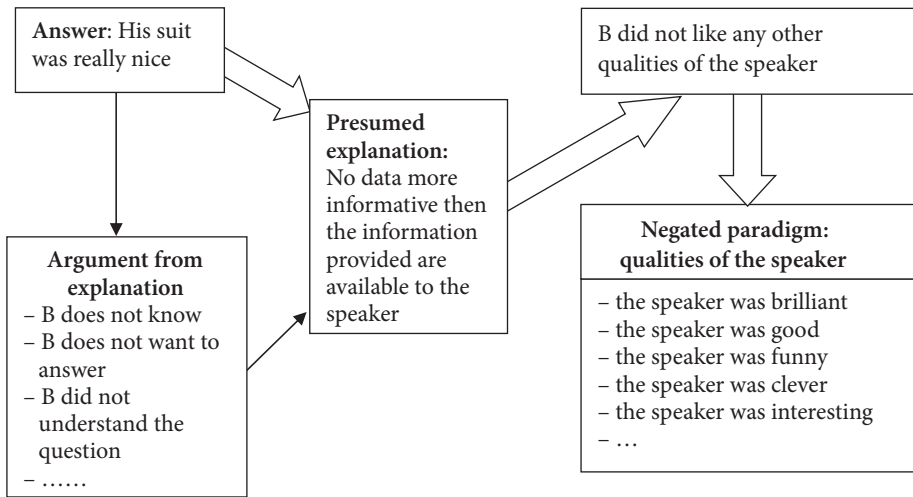 Answer: His suit
was really nice
Argument from
explanation
– B does not know
– B does not want to
answer
– B did not
understand the
question
– ......
Presumed
explanation:
No data more
informative then
the information
provided are
available to the
speaker
B did not like any other
qualities of the speaker
Negated paradigm:
qualities of the speaker
– the speaker was brilliant
– the speaker was good
– the speaker was funny
– the speaker was clever
– the speaker was interesting
– …